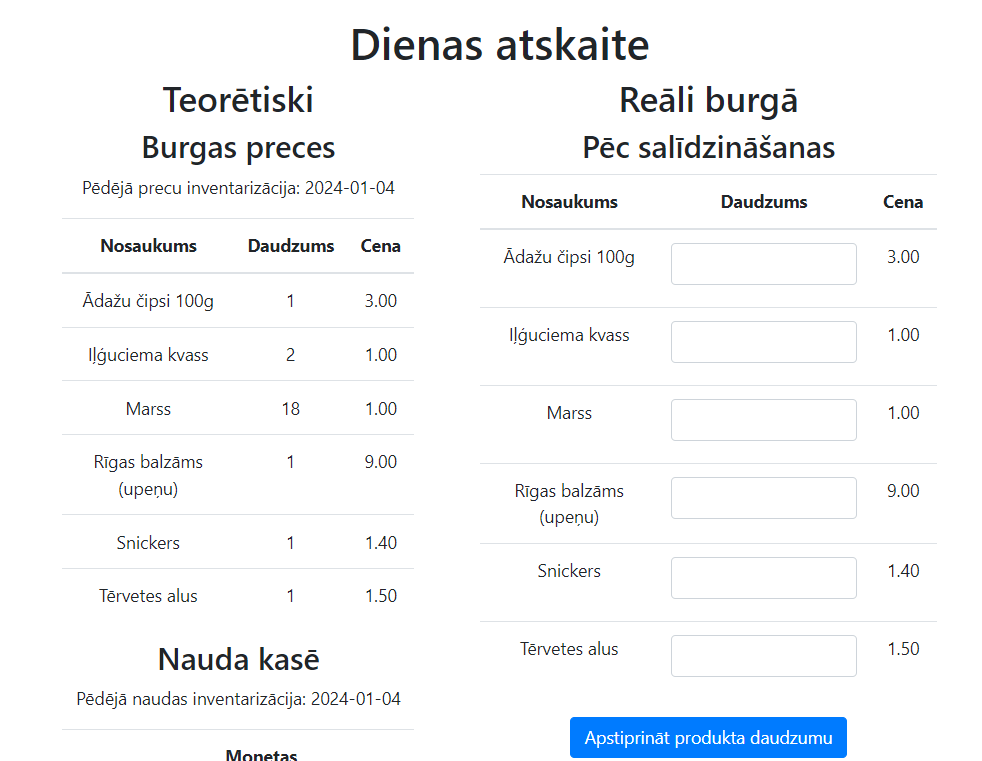 Dienas atskaite
Teorētiski
Burgas preces
Pēdējā precu inventarizācija: 2024-01-04
Nosaukums Daudzums Cena
Ādažu čipsi 100g 1 3.00
Iļģuciema kvass 2 1.00
Marss 18 1.00
Rīgas balzāms 1 9.00
(upeņu)
Snickers 1 1.40
Tērvetes alus 1 1.50
Nauda kasē
Pēdējā naudas inventarizācija: 2024-01-04
Monetas
Reāli burgā
Pēc salīdzināšanas
Nosaukums Daudzums Cena
Ādažu čipsi 100g 3.00
Iļģuciema kvass 1.00
Marss 1.00
Rīgas balzāms 9.00
(upeņu)
Snickers 1.40
Tērvetes alus 1.50
Apstiprināt produkta daudzumu